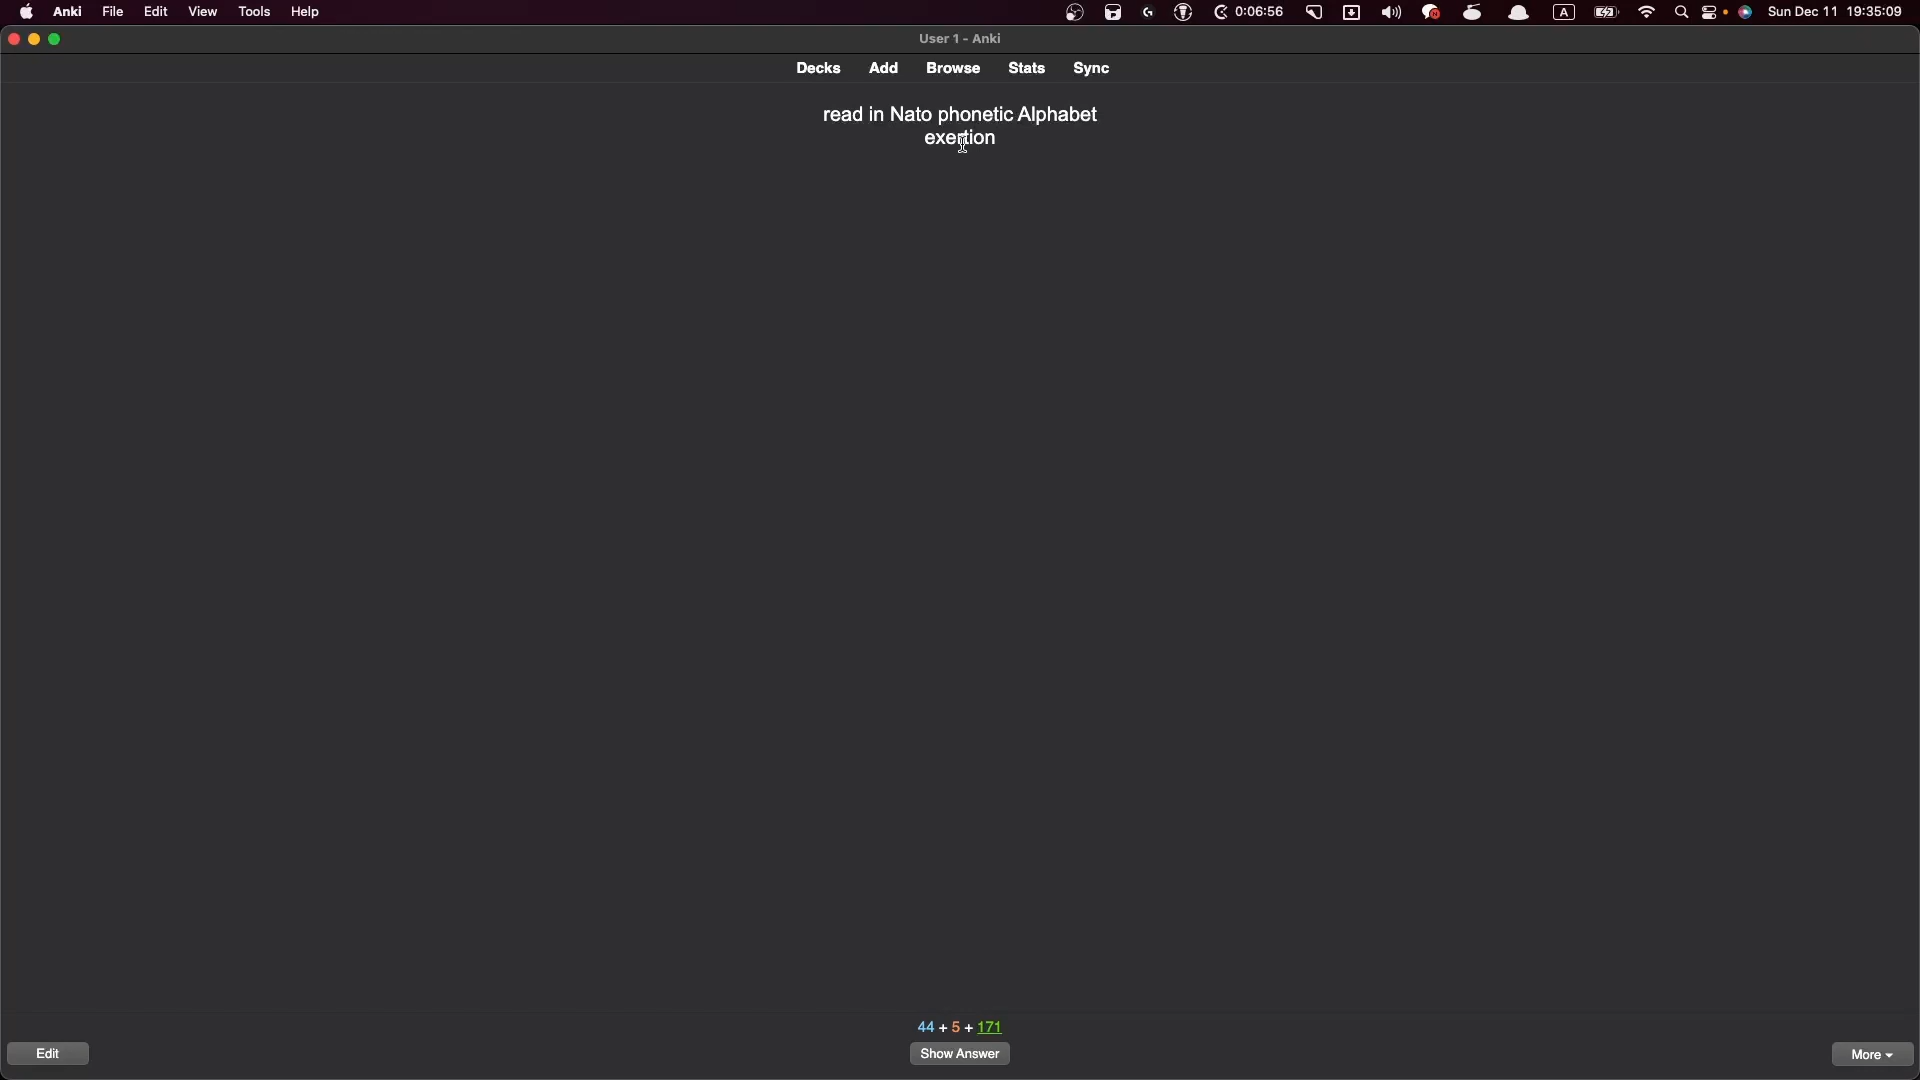 Anki File Edit View Tools Help 0:06:56 A Sun Dec 11 19:35:09
User 1 - Anki
Decks Add Browse Stats Sync
read in Nato phonetic Alphabet
exertion
44 + 5 + 171
Edit Show Answer More